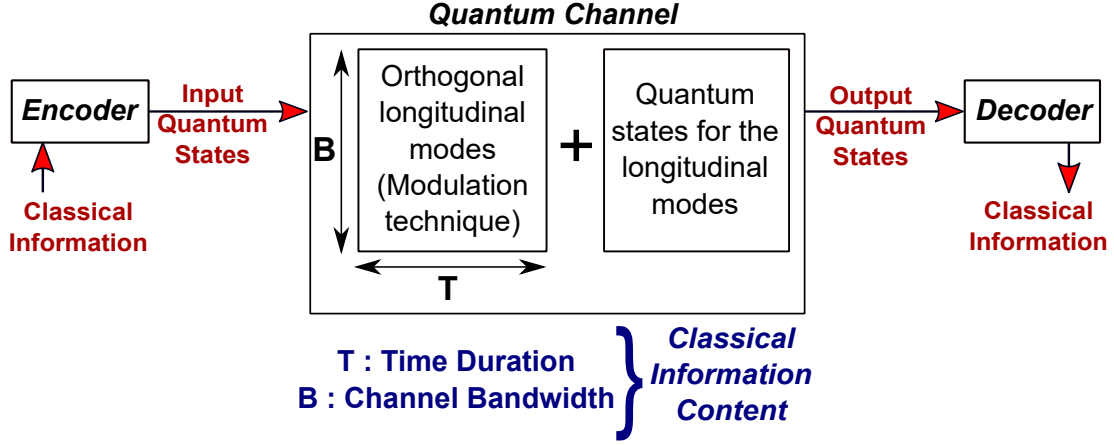 Quantum Channel
Encoder
Input
Quantum
States
Classical
Information
B
Orthogonal
longitudinal
modes
(Modulation
technique)
T
+
Quantum
states for the
longitudinal
modes
Output
Quantum
States
Decoder
Classical
Information
T : Time Duration
B : Channel Bandwidth
}
Classical
Information
Content